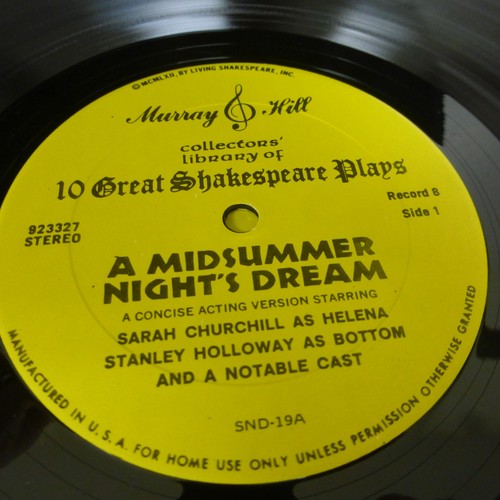 ©MCMLXII, BY LIVING SHAKESPEARE, INC.
Murray Hill
collectors'
library of
10 Great Shakespeare Plays
Record 8
Side 1
923327
STEREO
A MIDSUMMER
NIGHT'S DREAM
A CONCISE ACTING VERSION STARRING
SARAH CHURCHILL AS HELENA
STANLEY HOLLOWAY AS BOTTOM
AND A NOTABLE CAST
SND-19A
MANUFACTURED IN U. S. A. FOR HOME USE ONLY UNLESS PERMISSION OTHERWISE GRANTED